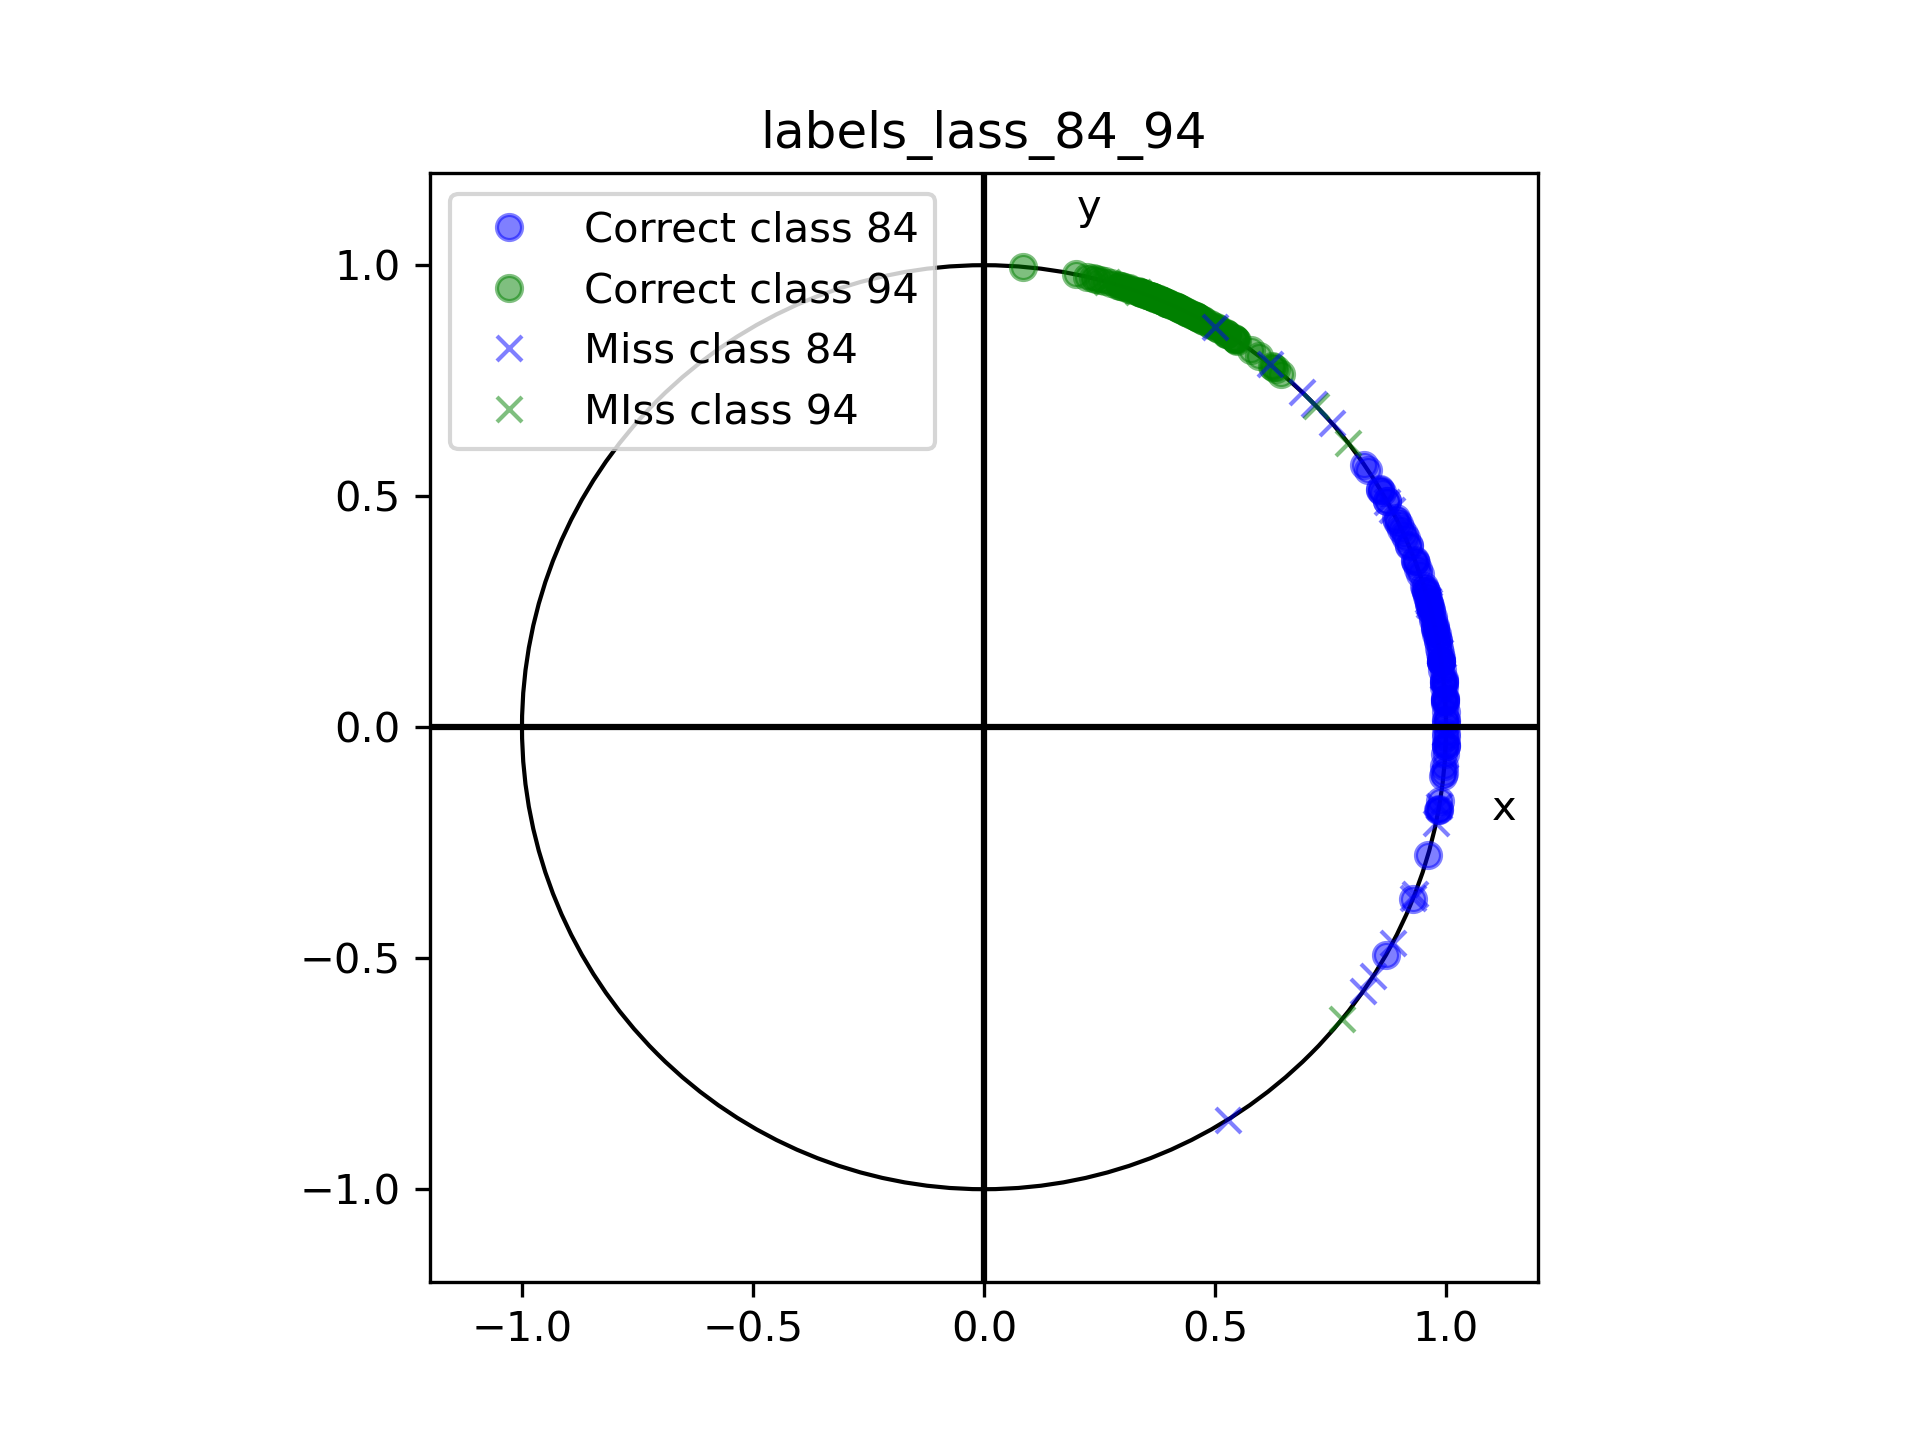 labels_lass_84_94
Correct class 84
Correct class 94
Miss class 84
MIss class 94
y
x
1.0
0.5
0.0
−0.5
−1.0
−1.0 −0.5 0.0 0.5 1.0